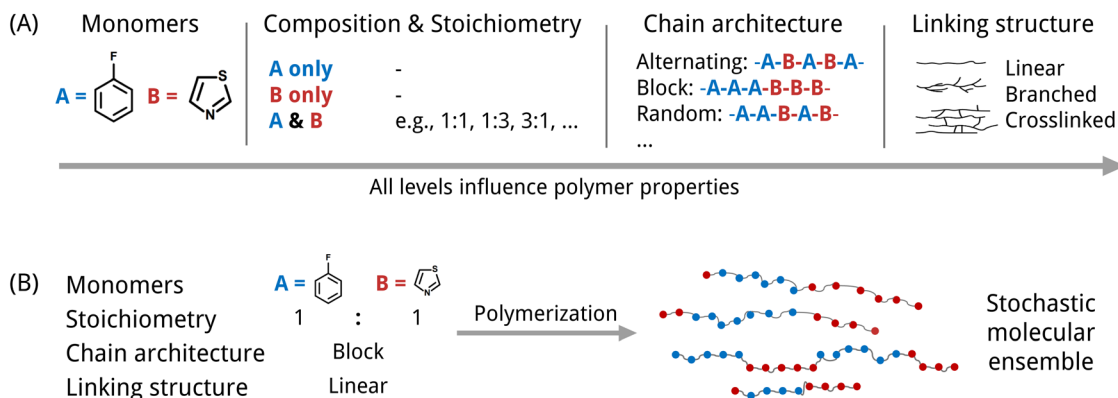 (A) Monomers Composition & Stoichiometry Chain architecture Linking structure
F
A = B = S N
A only -
B only -
A & B e.g., 1:1, 1:3, 3:1, ...
Alternating: -A-B-A-B-A-
Block: -A-A-A-B-B-B-
Random: -A-A-B-A-B-
...
Linear
Branched
Crosslinked
All levels influence polymer properties
(B) Monomers A = F B = S N
Stoichiometry 1 : 1
Chain architecture Block
Linking structure Linear
Polymerization
Stochastic
molecular
ensemble